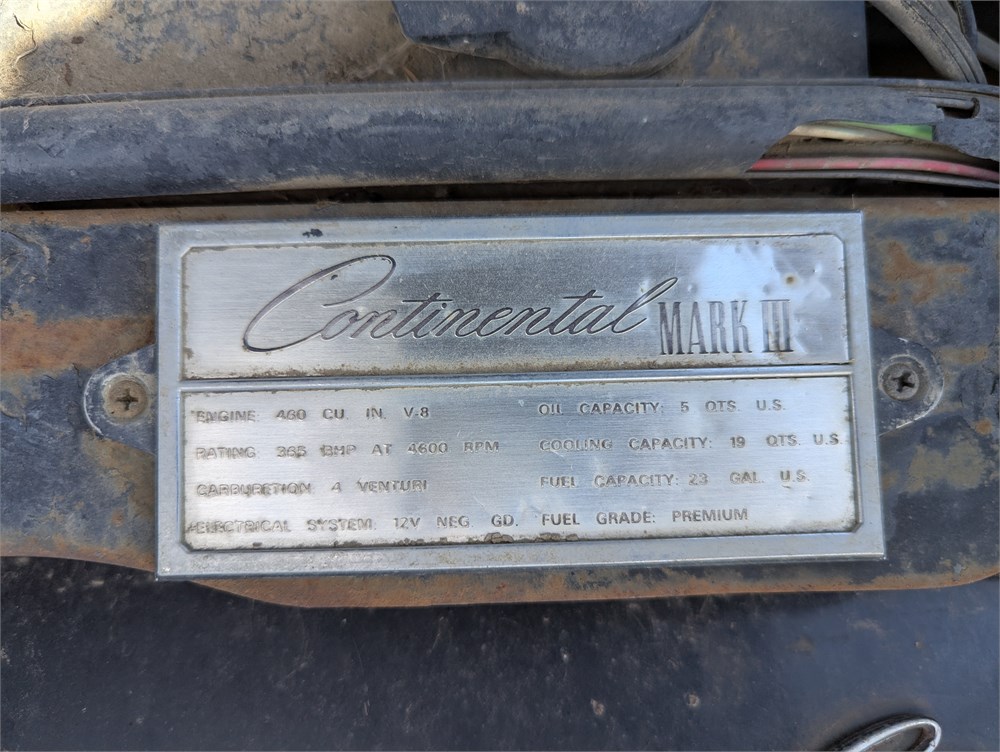 Continental MARK III
ENGINE: 460 CU. IN. V-8
RATING 365 BHP AT 4600 RPM
CARBURETION 4 VENTURI
ELECTRICAL SYSTEM: 12V NEG. GD.
OIL CAPACITY: 5 QTS. U.S.
COOLING CAPACITY: 19 QTS. U.S.
FUEL CAPACITY: 23 GAL. U.S.
FUEL GRADE: PREMIUM